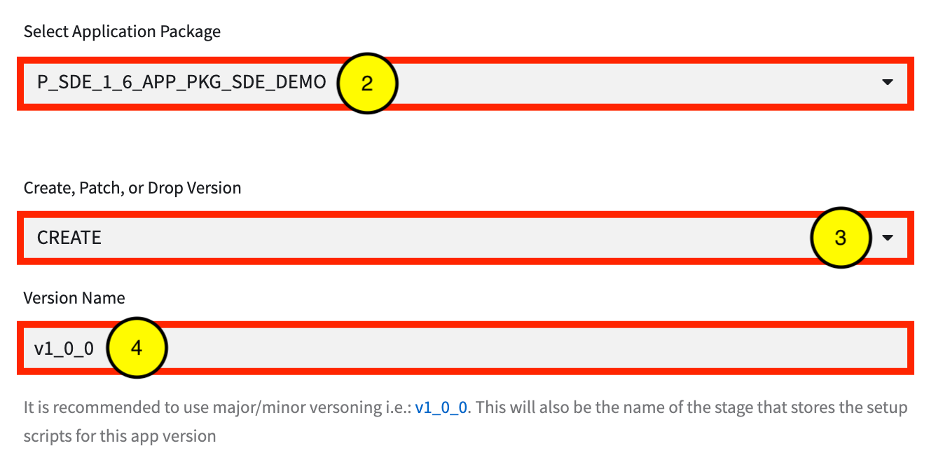 Select Application Package
P_SDE_1_6_APP_PKG_SDE_DEMO 2
Create, Patch, or Drop Version
CREATE 3
Version Name
v1_0_0 4
It is recommended to use major/minor versoning i.e.: v1_0_0. This will also be the name of the stage that stores the setup
scripts for this app version